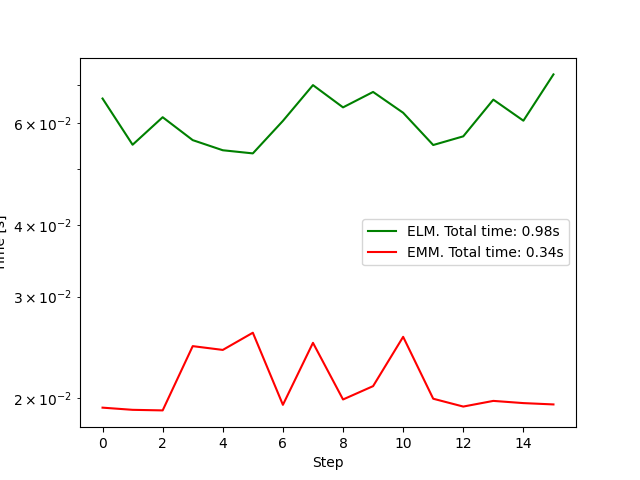 6 × 10⁻²
4 × 10⁻²
3 × 10⁻²
2 × 10⁻²
Time [s]
ELM. Total time: 0.98s
EMM. Total time: 0.34s
0 2 4 6 8 10 12 14
Step